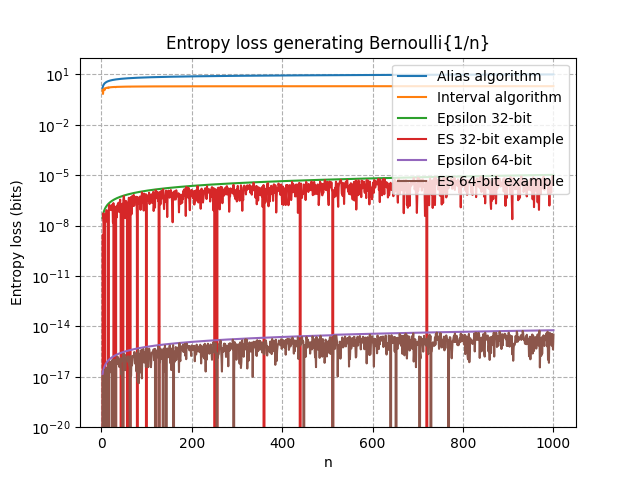 Entropy loss generating Bernoulli{1/n}
Entropy loss (bits)
10^1
10^-2
10^-5
10^-8
10^-11
10^-14
10^-17
10^-20
Alias algorithm
Interval algorithm
Epsilon 32-bit
ES 32-bit example
Epsilon 64-bit
ES 64-bit example
0 200 400 600 800 1000
n